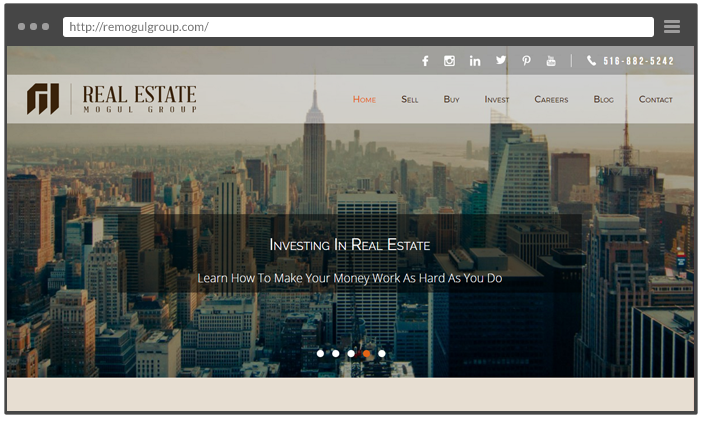 http://remogulgroup.com/
516-882-5242
REAL ESTATE
MOGUL GROUP
Home Sell Buy Invest Careers Blog Contact
Investing In Real Estate
Learn How To Make Your Money Work As Hard As You Do